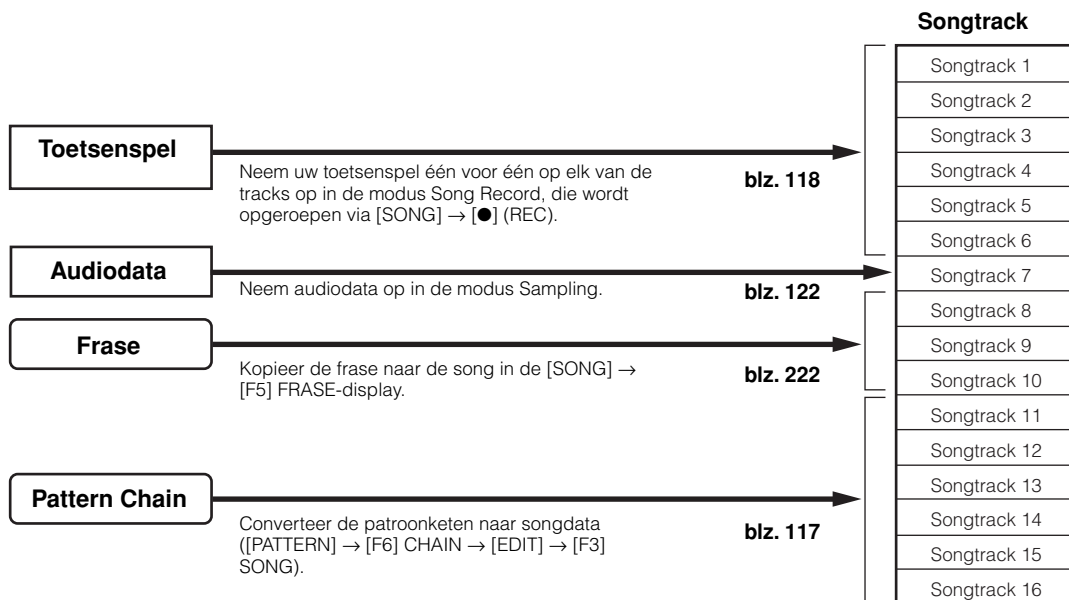 Songtrack
Songtrack 1
Songtrack 2
Songtrack 3
Songtrack 4
Songtrack 5
Songtrack 6
Songtrack 7
Songtrack 8
Songtrack 9
Songtrack 10
Songtrack 11
Songtrack 12
Songtrack 13
Songtrack 14
Songtrack 15
Songtrack 16
Toetsenspel
Neem uw toetsenspel één voor één op elk van de
tracks op in de modus Song Record, die wordt
opgeroepen via [SONG] → [●] (REC).
blz. 118
Audiodata
Neem audiodata op in de modus Sampling.
blz. 122
Frase
Kopieer de frase naar de song in de [SONG] →
[F5] FRASE-display.
blz. 222
Pattern Chain
Converteer de patroonketen naar songdata
([PATTERN] → [F6] CHAIN → [EDIT] → [F3]
SONG).
blz. 117